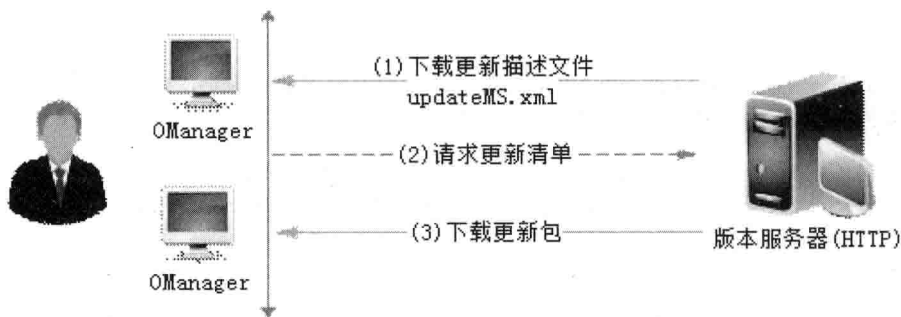 (1)下载更新描述文件
updateMS.xml
OManager
(2)请求更新清单
(3)下载更新包
版本服务器(HTTP)
OManager